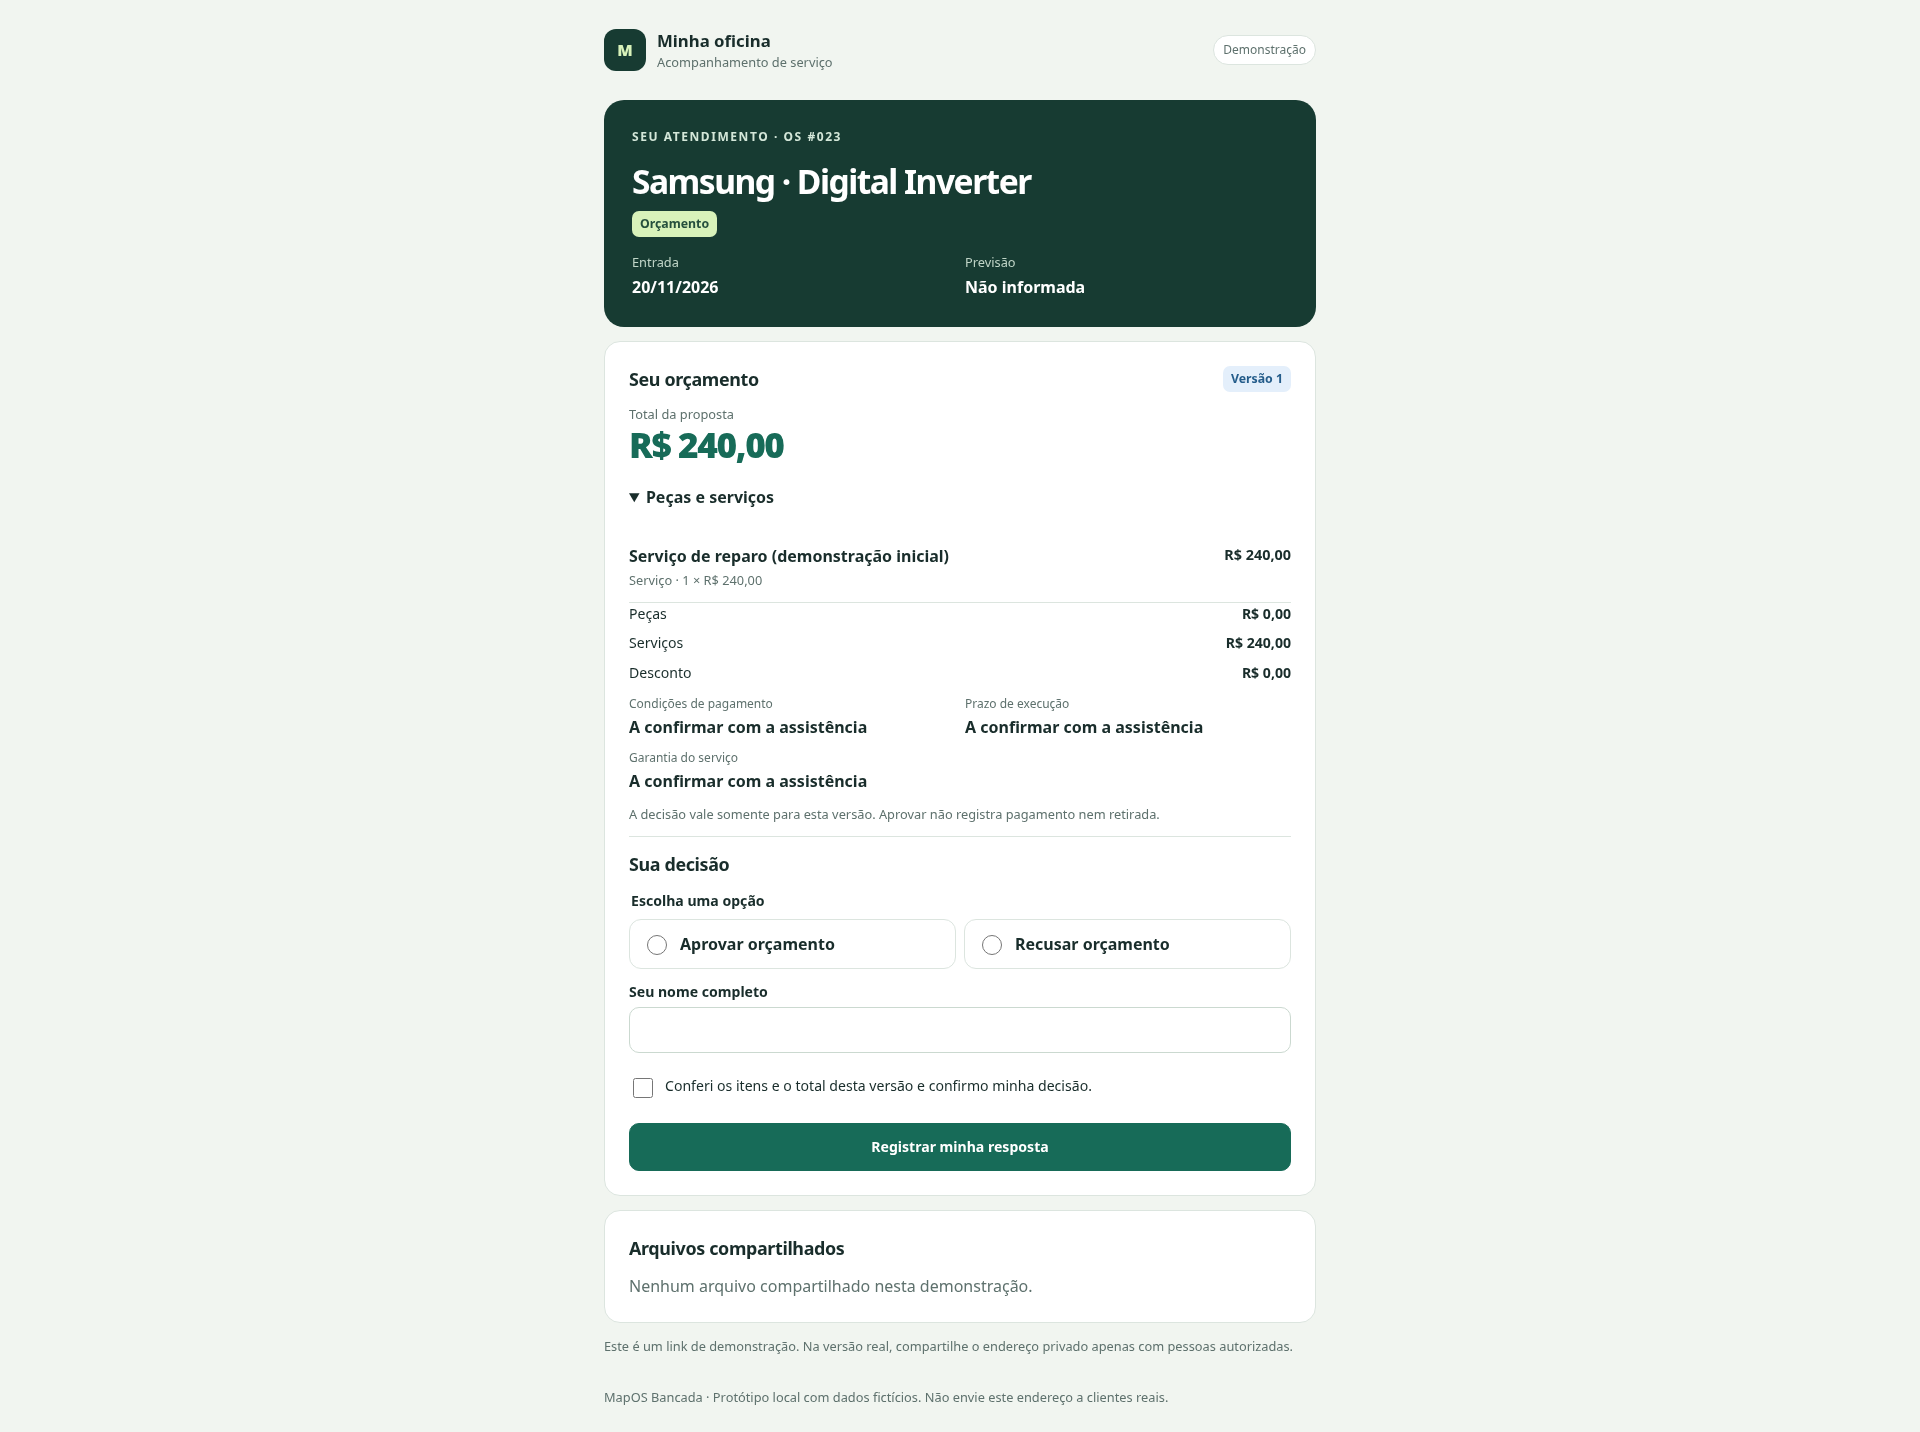 M
Minha oficina
Acompanhamento de serviço
Demonstração
SEU ATENDIMENTO · OS #023
Samsung · Digital Inverter
Orçamento
Entrada
20/11/2026
Previsão
Não informada
Seu orçamento
Versão 1
Total da proposta
R$ 240,00
▼ Peças e serviços
Serviço de reparo (demonstração inicial)
R$ 240,00
Serviço · 1 × R$ 240,00
Peças
R$ 0,00
Serviços
R$ 240,00
Desconto
R$ 0,00
Condições de pagamento
A confirmar com a assistência
Prazo de execução
A confirmar com a assistência
Garantia do serviço
A confirmar com a assistência
A decisão vale somente para esta versão. Aprovar não registra pagamento nem retirada.
Sua decisão
Escolha uma opção
Aprovar orçamento
Recusar orçamento
Seu nome completo
Conferi os itens e o total desta versão e confirmo minha decisão.
Registrar minha resposta
Arquivos compartilhados
Nenhum arquivo compartilhado nesta demonstração.
Este é um link de demonstração. Na versão real, compartilhe o endereço privado apenas com pessoas autorizadas.
MapOS Bancada · Protótipo local com dados fictícios. Não envie este endereço a clientes reais.